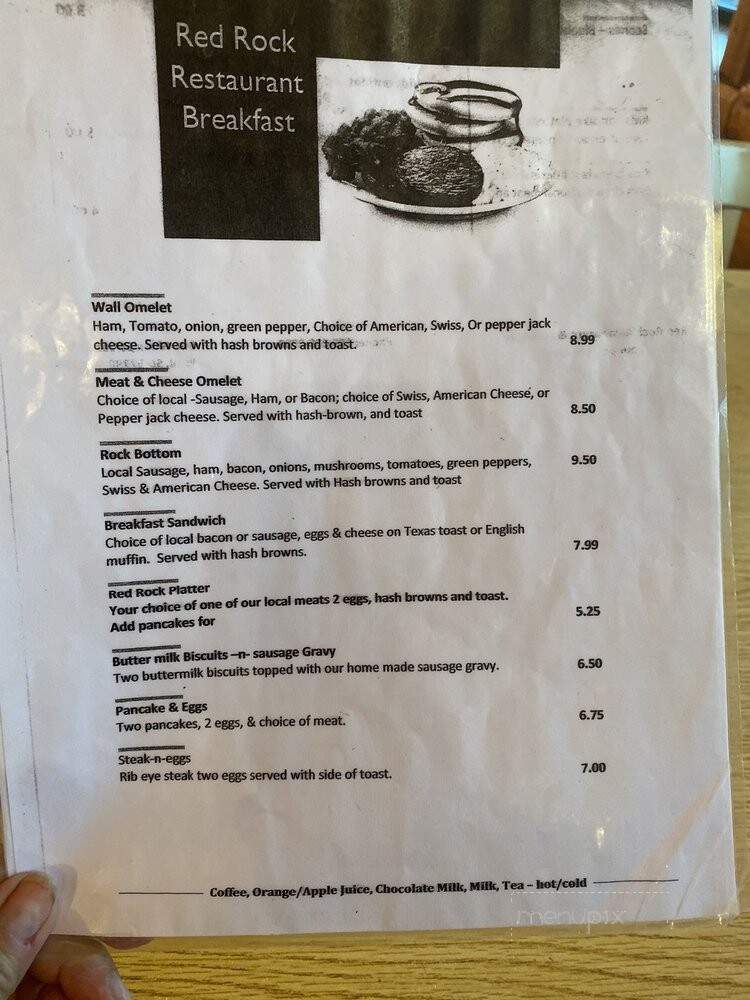 Red Rock
Restaurant
Breakfast
Wall Omelet
Ham, Tomato, onion, green pepper, Choice of American, Swiss, Or pepper jack
cheese. Served with hash browns and toast.
8.99
Meat & Cheese Omelet
Choice of local -Sausage, Ham, or Bacon; choice of Swiss, American Cheese, or
Pepper jack cheese. Served with hash-brown, and toast
8.50
Rock Bottom
Local Sausage, ham, bacon, onions, mushrooms, tomatoes, green peppers,
Swiss & American Cheese. Served with Hash browns and toast
9.50
Breakfast Sandwich
Choice of local bacon or sausage, eggs & cheese on Texas toast or English
muffin. Served with hash browns.
7.99
Red Rock Platter
Your choice of one of our local meats 2 eggs, hash browns and toast.
Add pancakes for
5.25
Butter milk Biscuits –n- sausage Gravy
Two buttermilk biscuits topped with our home made sausage gravy.
6.50
Pancake & Eggs
Two pancakes, 2 eggs, & choice of meat.
6.75
Steak-n-eggs
Rib eye steak two eggs served with side of toast.
7.00
Coffee, Orange/Apple Juice, Chocolate Milk, Milk, Tea – hot/cold
menupix